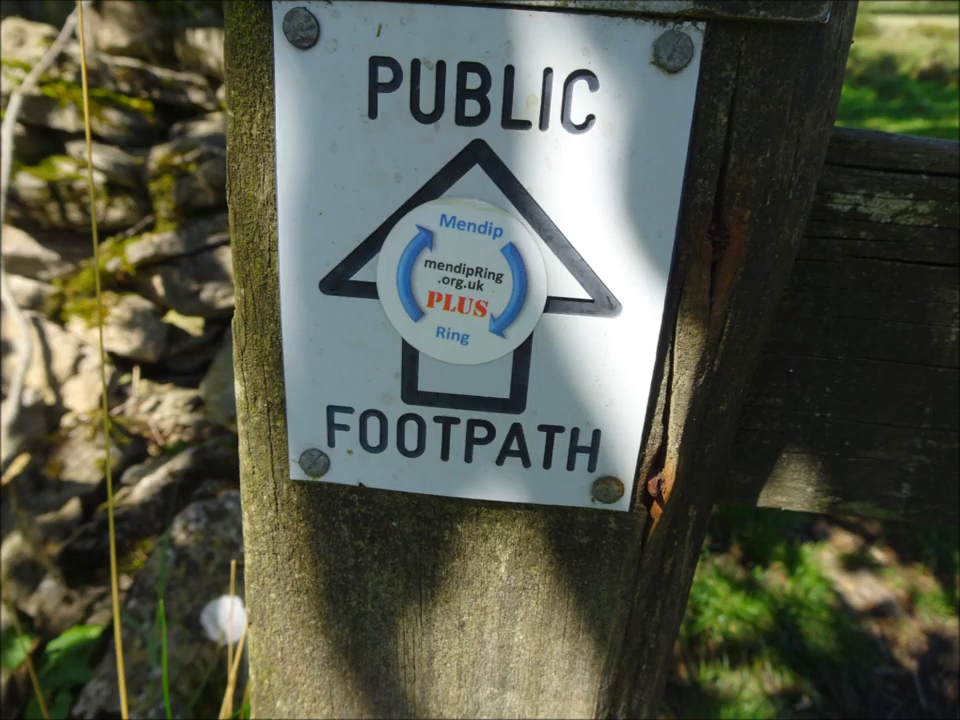 PUBLIC
Mendip
mendipRing
.org.uk
PLUS
Ring
FOOTPATH